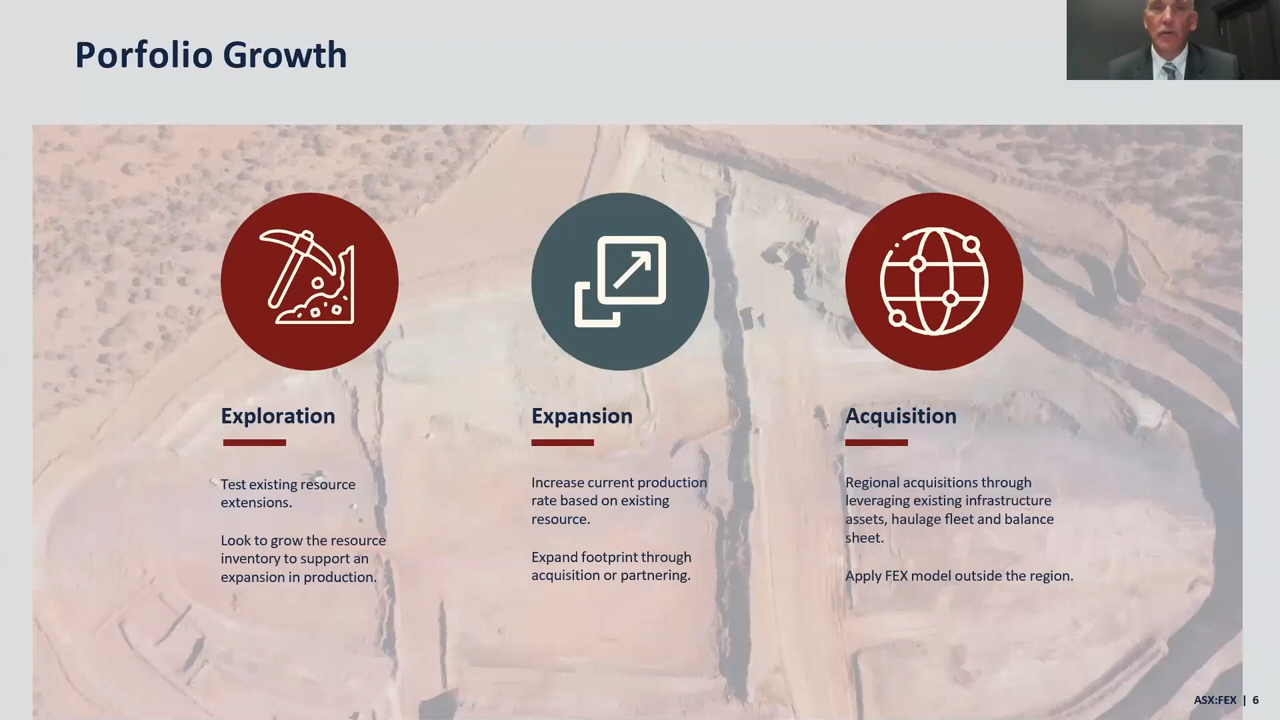 Porfolio Growth
Exploration
Test existing resource
extensions.
Look to grow the resource
inventory to support an
expansion in production.
Expansion
Increase current production
rate based on existing
resource.
Expand footprint through
acquisition or partnering.
Acquisition
Regional acquisitions through
leveraging existing infrastructure
assets, haulage fleet and balance
sheet.
Apply FEX model outside the region.
ASX:FEX | 6